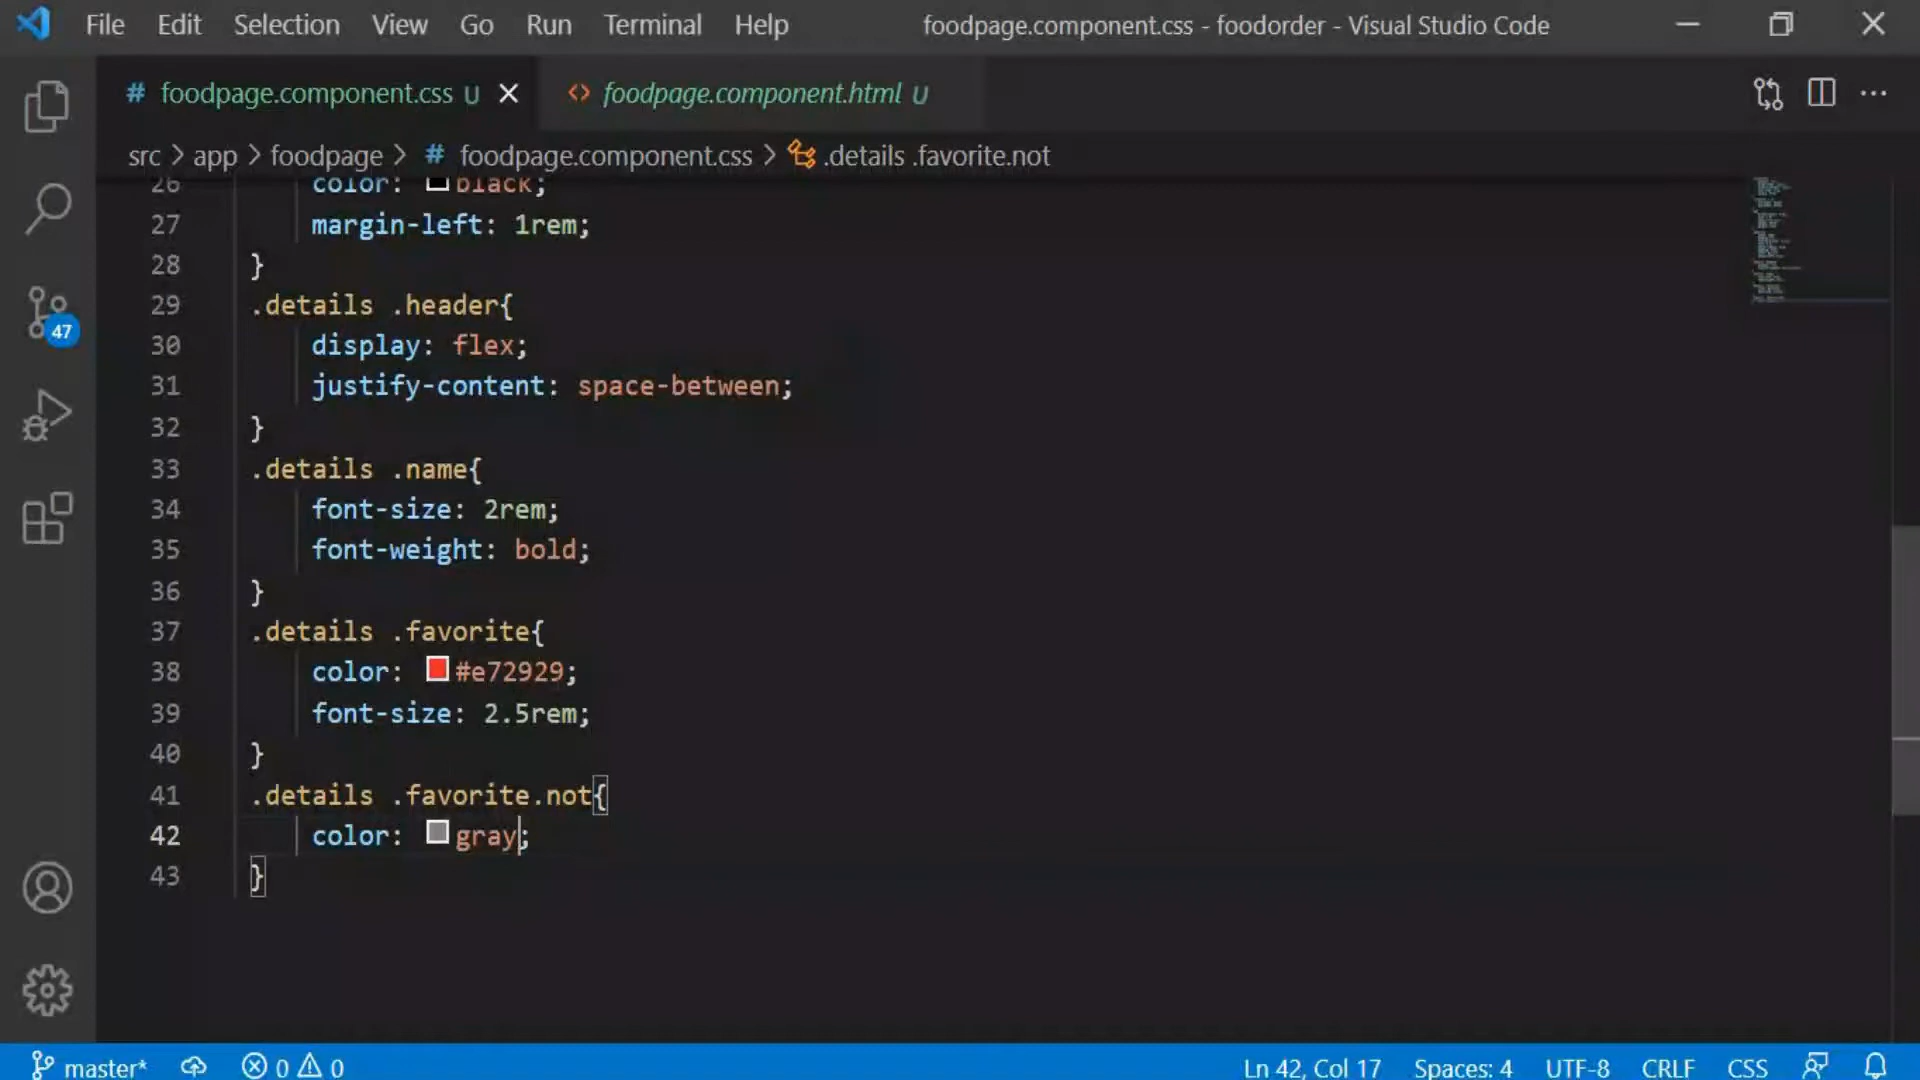 File Edit Selection View Go Run Terminal Help foodpage.component.css - foodorder - Visual Studio Code
# foodpage.component.css U <> foodpage.component.html U
src > app > foodpage > # foodpage.component.css > .details .favorite.not
26 color: black;
27 margin-left: 1rem;
28 }
29 .details .header{
30 display: flex;
31 justify-content: space-between;
32 }
33 .details .name{
34 font-size: 2rem;
35 font-weight: bold;
36 }
37 .details .favorite{
38 color: #e72929;
39 font-size: 2.5rem;
40 }
41 .details .favorite.not{
42 color: gray;
43 }
47
master* 0 0 Ln 42, Col 17 Spaces: 4 UTF-8 CRLF CSS